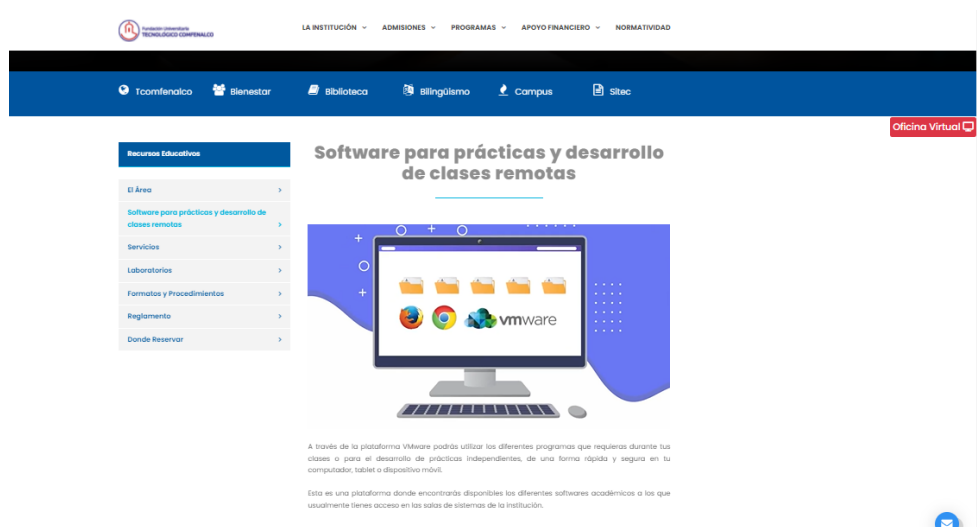 Fundación Universitaria
TECNOLÓGICO COMFENALCO
LA INSTITUCIÓN
ADMISIONES
PROGRAMAS
APOYO FINANCIERO
NORMATIVIDAD
Tcomfenalco
Bienestar
Biblioteca
Bilingüismo
Campus
Sitec
Oficina Virtual
Recursos Educativos
El Área
Software para prácticas y desarrollo de
clases remotas
Servicios
Laboratorios
Formatos y Procedimientos
Reglamento
Donde Reservar
Software para prácticas y desarrollo
de clases remotas
vmware
A través de la plataforma VMware podrás utilizar los diferentes programas que requieras durante tus
clases o para el desarrollo de prácticas independientes, de una forma rápida y segura en tu
computador, tablet o dispositivo móvil.
Esta es una plataforma donde encontrarás disponibles los diferentes softwares académicos a los que
usualmente tienes acceso en las salas de sistemas de la institución.